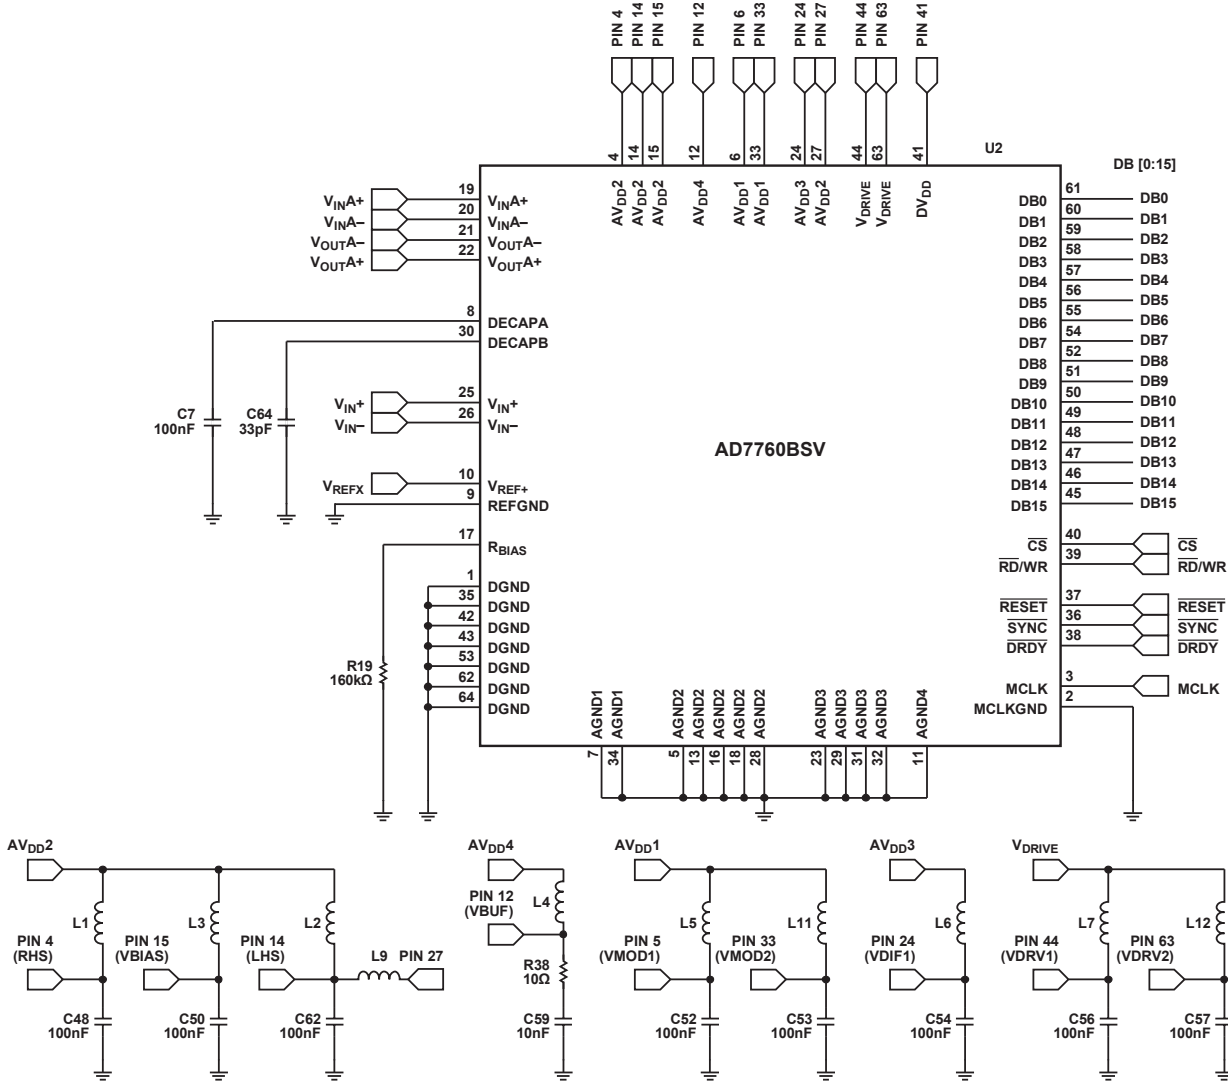 PIN 4
PIN 14
PIN 15
PIN 12
PIN 6
PIN 33
PIN 24
PIN 27
PIN 44
PIN 63
PIN 41
4
14
15
12
6
33
24
27
44
63
41
U2
DB [0:15]
AVDD2
AVDD2
AVDD2
AVDD4
AVDD1
AVDD1
AVDD3
AVDD2
VDRIVE
VDRIVE
DVDD
VINA+ 19 VINA+
VINA– 20 VINA–
VOUTA– 21 VOUTA–
VOUTA+ 22 VOUTA+
8 DECAPA
30 DECAPB
C7
100nF
C64
33pF
VIN+ 25 VIN+
VIN– 26 VIN–
VREFX 10 VREF+
9 REFGND
17 RBIAS
1 DGND
35 DGND
42 DGND
43 DGND
53 DGND
62 DGND
64 DGND
R19
160kΩ
AD7760BSV
DB0 61 DB0
DB1 60 DB1
DB2 59 DB2
DB3 58 DB3
DB4 57 DB4
DB5 56 DB5
DB6 55 DB6
DB7 54 DB7
DB8 52 DB8
DB9 51 DB9
DB10 50 DB10
DB11 49 DB11
DB12 48 DB12
DB13 47 DB13
DB14 46 DB14
DB15 45 DB15
CS 40 CS
RD/WR 39 RD/WR
RESET 37 RESET
SYNC 36 SYNC
DRDY 38 DRDY
MCLK 3 MCLK
MCLKGND 2
AGND1
AGND1
AGND2
AGND2
AGND2
AGND2
AGND2
AGND3
AGND3
AGND3
AGND3
AGND4
7
34
5
13
16
18
28
23
29
31
32
11
AVDD2
L1
L3
L2
PIN 4
(RHS)
PIN 15
(VBIAS)
PIN 14
(LHS)
L9 PIN 27
C48
100nF
C50
100nF
C62
100nF
AVDD4
PIN 12
(VBUF)
L4
R38
10Ω
C59
10nF
AVDD1
L5
L11
PIN 5
(VMOD1)
PIN 33
(VMOD2)
C52
100nF
C53
100nF
AVDD3
L6
PIN 24
(VDIF1)
C54
100nF
VDRIVE
L7
L12
PIN 44
(VDRV1)
PIN 63
(VDRV2)
C56
100nF
C57
100nF